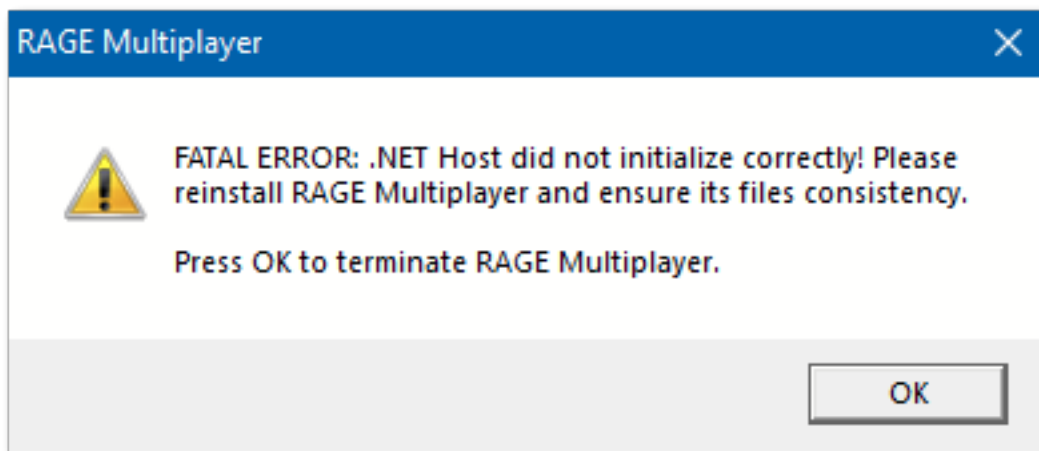 RAGE Multiplayer
FATAL ERROR: .NET Host did not initialize correctly! Please
reinstall RAGE Multiplayer and ensure its files consistency.
Press OK to terminate RAGE Multiplayer.
OK